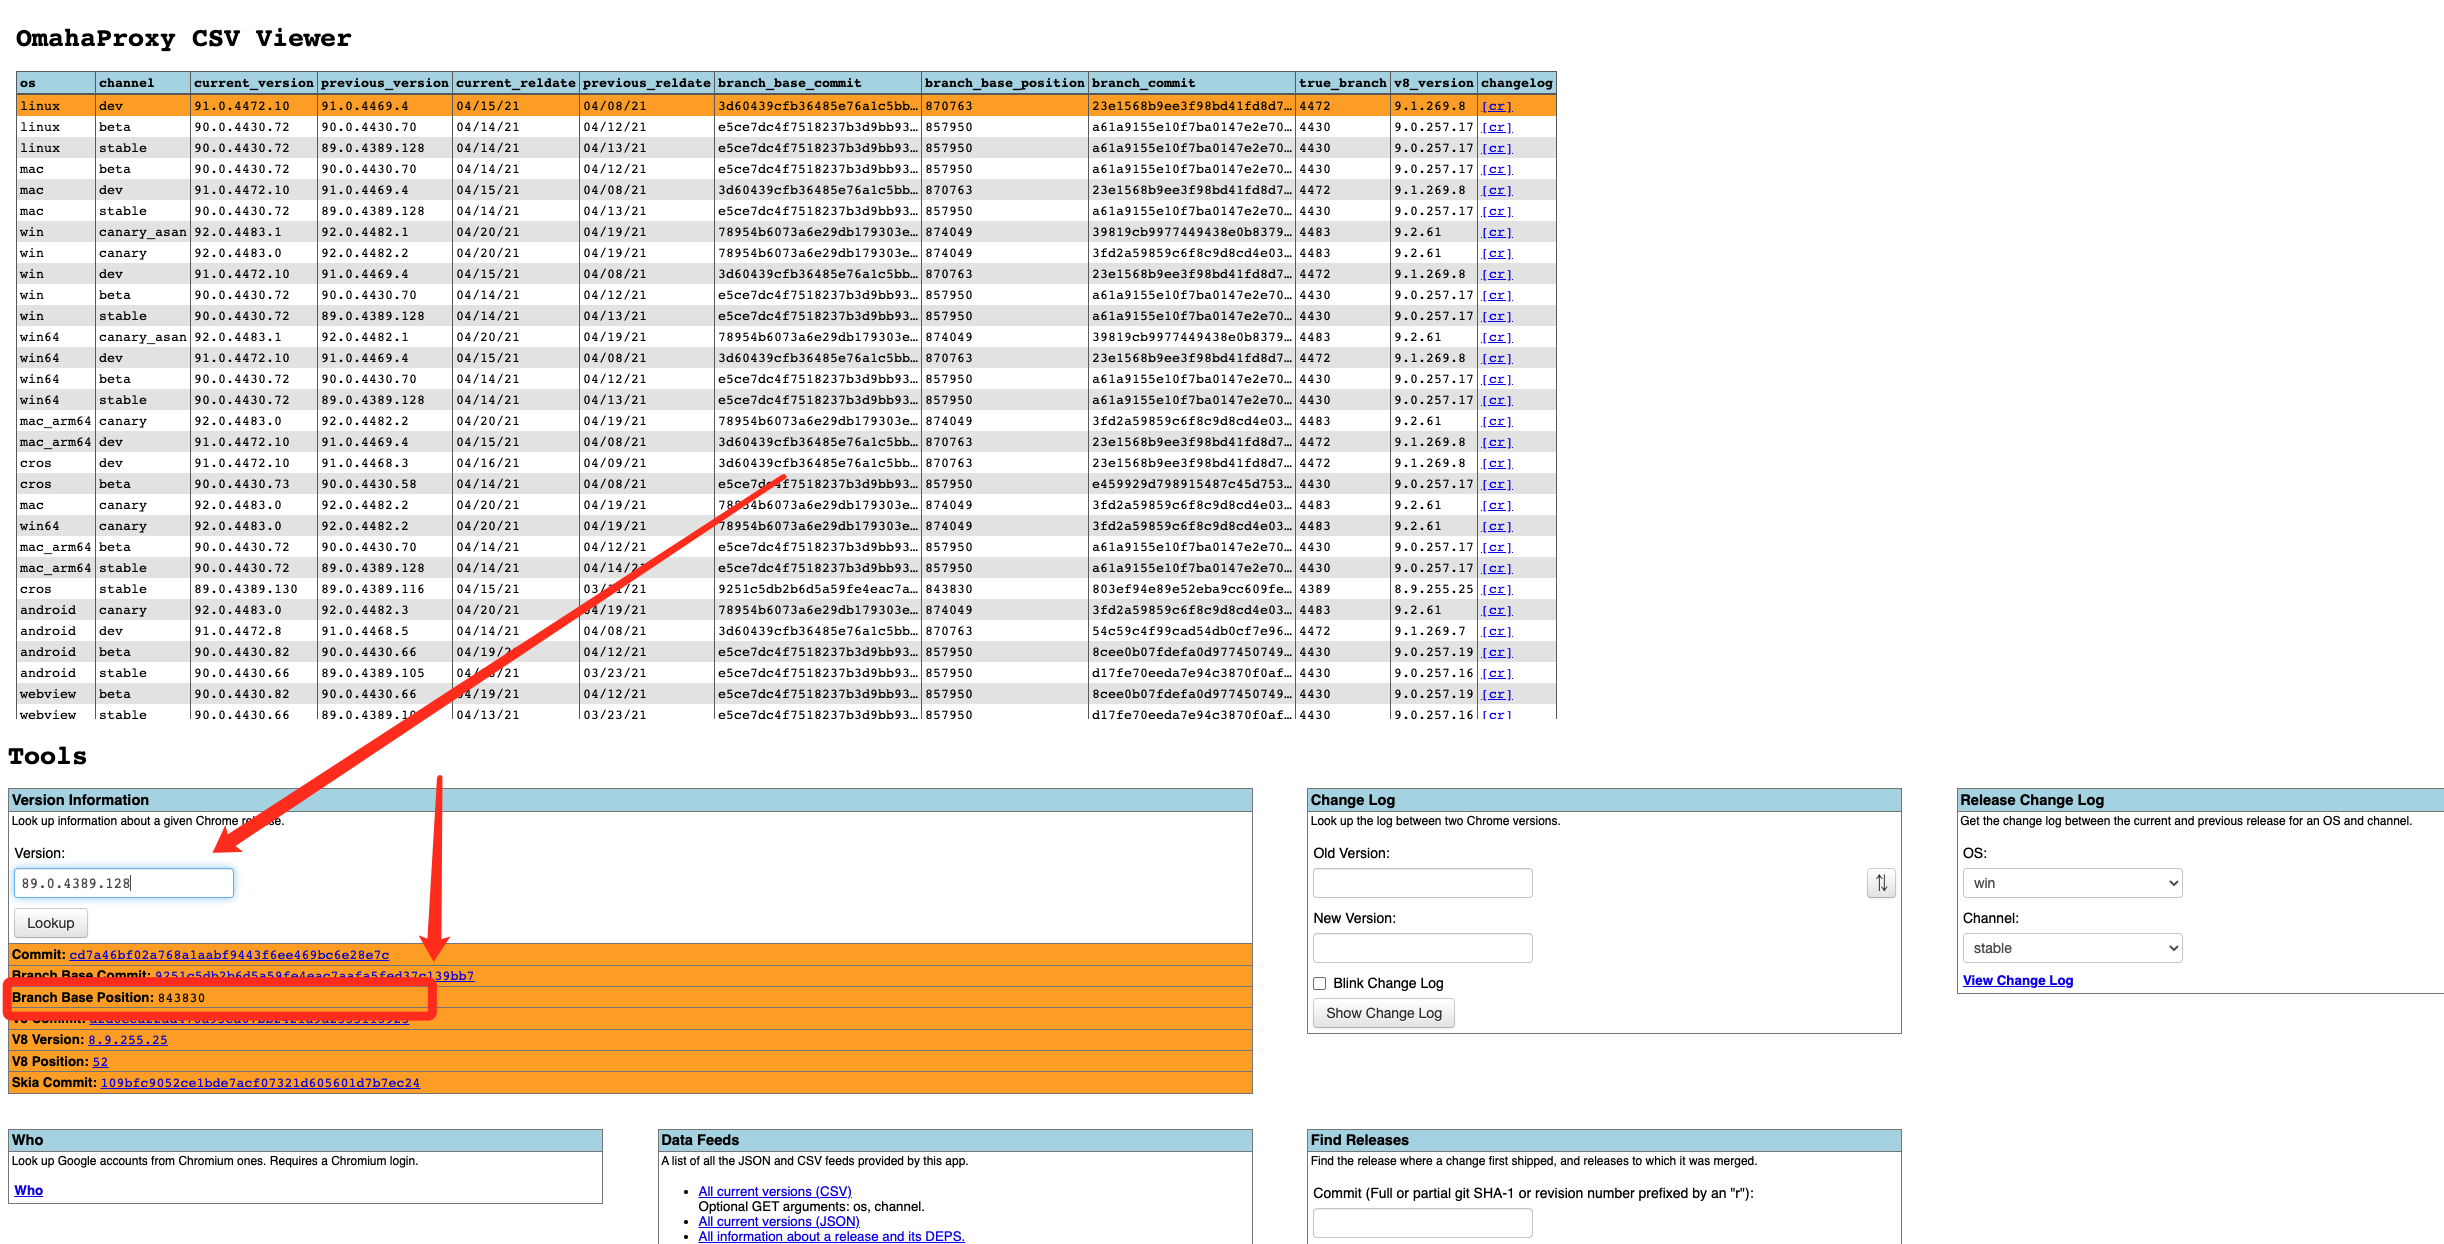 OmahaProxy CSV Viewer
os channel current_version previous_version current_reldate previous_reldate branch_base_commit branch_base_position branch_commit true_branch v8_version changelog
linux dev 91.0.4472.10 91.0.4469.4 04/15/21 04/08/21 3d60439cfb36485e76a1c5bb… 870763 23e1568b9ee3f98bd41fd8d7… 4472 9.1.269.8 [cr]
linux beta 90.0.4430.72 90.0.4430.70 04/14/21 04/12/21 e5ce7dc4f7518237b3d9bb93… 857950 a61a9155e10f7ba0147e2e70… 4430 9.0.257.17 [cr]
linux stable 90.0.4430.72 89.0.4389.128 04/14/21 04/13/21 e5ce7dc4f7518237b3d9bb93… 857950 a61a9155e10f7ba0147e2e70… 4430 9.0.257.17 [cr]
mac beta 90.0.4430.72 90.0.4430.70 04/14/21 04/12/21 e5ce7dc4f7518237b3d9bb93… 857950 a61a9155e10f7ba0147e2e70… 4430 9.0.257.17 [cr]
mac dev 91.0.4472.10 91.0.4469.4 04/15/21 04/08/21 3d60439cfb36485e76a1c5bb… 870763 23e1568b9ee3f98bd41fd8d7… 4472 9.1.269.8 [cr]
mac stable 90.0.4430.72 89.0.4389.128 04/14/21 04/13/21 e5ce7dc4f7518237b3d9bb93… 857950 a61a9155e10f7ba0147e2e70… 4430 9.0.257.17 [cr]
win canary_asan 92.0.4483.1 92.0.4482.1 04/20/21 04/19/21 78954b6073a6e29db179303e… 874049 39819cb9977449438e0b8379… 4483 9.2.61 [cr]
win canary 92.0.4483.0 92.0.4482.2 04/20/21 04/19/21 78954b6073a6e29db179303e… 874049 3fd2a59859c6f8c9d8cd4e03… 4483 9.2.61 [cr]
win dev 91.0.4472.10 91.0.4469.4 04/15/21 04/08/21 3d60439cfb36485e76a1c5bb… 870763 23e1568b9ee3f98bd41fd8d7… 4472 9.1.269.8 [cr]
win beta 90.0.4430.72 90.0.4430.70 04/14/21 04/12/21 e5ce7dc4f7518237b3d9bb93… 857950 a61a9155e10f7ba0147e2e70… 4430 9.0.257.17 [cr]
win stable 90.0.4430.72 89.0.4389.128 04/14/21 04/13/21 e5ce7dc4f7518237b3d9bb93… 857950 a61a9155e10f7ba0147e2e70… 4430 9.0.257.17 [cr]
win64 canary_asan 92.0.4483.1 92.0.4482.1 04/20/21 04/19/21 78954b6073a6e29db179303e… 874049 39819cb9977449438e0b8379… 4483 9.2.61 [cr]
win64 dev 91.0.4472.10 91.0.4469.4 04/15/21 04/08/21 3d60439cfb36485e76a1c5bb… 870763 23e1568b9ee3f98bd41fd8d7… 4472 9.1.269.8 [cr]
win64 beta 90.0.4430.72 90.0.4430.70 04/14/21 04/12/21 e5ce7dc4f7518237b3d9bb93… 857950 a61a9155e10f7ba0147e2e70… 4430 9.0.257.17 [cr]
win64 stable 90.0.4430.72 89.0.4389.128 04/14/21 04/13/21 e5ce7dc4f7518237b3d9bb93… 857950 a61a9155e10f7ba0147e2e70… 4430 9.0.257.17 [cr]
mac_arm64 canary 92.0.4483.0 92.0.4482.2 04/20/21 04/19/21 78954b6073a6e29db179303e… 874049 3fd2a59859c6f8c9d8cd4e03… 4483 9.2.61 [cr]
mac_arm64 dev 91.0.4472.10 91.0.4469.4 04/15/21 04/08/21 3d60439cfb36485e76a1c5bb… 870763 23e1568b9ee3f98bd41fd8d7… 4472 9.1.269.8 [cr]
cros dev 91.0.4472.10 91.0.4468.3 04/16/21 04/09/21 3d60439cfb36485e76a1c5bb… 870763 23e1568b9ee3f98bd41fd8d7… 4472 9.1.269.8 [cr]
cros beta 90.0.4430.73 90.0.4430.58 04/14/21 04/08/21 e5ce7dc4f7518237b3d9bb93… 857950 e459929d798915487c45d753… 4430 9.0.257.17 [cr]
mac canary 92.0.4483.0 92.0.4482.2 04/20/21 04/19/21 78954b6073a6e29db179303e… 874049 3fd2a59859c6f8c9d8cd4e03… 4483 9.2.61 [cr]
win64 canary 92.0.4483.0 92.0.4482.2 04/20/21 04/19/21 78954b6073a6e29db179303e… 874049 3fd2a59859c6f8c9d8cd4e03… 4483 9.2.61 [cr]
mac_arm64 beta 90.0.4430.72 90.0.4430.70 04/14/21 04/12/21 e5ce7dc4f7518237b3d9bb93… 857950 a61a9155e10f7ba0147e2e70… 4430 9.0.257.17 [cr]
mac_arm64 stable 90.0.4430.72 89.0.4389.128 04/14/21 04/14/21 e5ce7dc4f7518237b3d9bb93… 857950 a61a9155e10f7ba0147e2e70… 4430 9.0.257.17 [cr]
cros stable 89.0.4389.130 89.0.4389.116 04/15/21 9251c5db2b6d5a59fe4eac7a… 843830 803ef94e89e52eba9cc609fe… 4389 8.9.255.25 [cr]
android canary 92.0.4483.0 92.0.4482.3 04/20/21 04/19/21 78954b6073a6e29db179303e… 874049 3fd2a59859c6f8c9d8cd4e03… 4483 9.2.61 [cr]
android dev 91.0.4472.8 91.0.4468.5 04/14/21 04/08/21 3d60439cfb36485e76a1c5bb… 870763 54c59c4f99cad54db0cf7e96… 4472 9.1.269.7 [cr]
android beta 90.0.4430.82 90.0.4430.66 04/19/21 04/12/21 e5ce7dc4f7518237b3d9bb93… 857950 8cee0b07fdefa0d977450749… 4430 9.0.257.19 [cr]
android stable 90.0.4430.66 89.0.4389.105 03/23/21 e5ce7dc4f7518237b3d9bb93… 857950 d17fe70eeda7e94c3870f0af… 4430 9.0.257.16 [cr]
webview beta 90.0.4430.82 90.0.4430.66 04/19/21 04/12/21 e5ce7dc4f7518237b3d9bb93… 857950 8cee0b07fdefa0d977450749… 4430 9.0.257.19 [cr]
webview stable 90.0.4430.66 04/13/21 03/23/21 e5ce7dc4f7518237b3d9bb93… 857950 d17fe70eeda7e94c3870f0af… 4430 9.0.257.16 [cr]
Tools
Version Information
Look up information about a given Chrome release.
Version:
89.0.4389.128
Lookup
Commit: cd7a46bf02a768a1aabf9443f6ee469bc6e28e7c
Branch Base Commit: 9251c5db2b6d5a59fe4eac7aafa5fed37c139bb7
Branch Base Position: 843830
V8 Commit:
V8 Version: 8.9.255.25
V8 Position: 52
Skia Commit: 109bfc9052ce1bde7acf07321d605601d7b7ec24
Change Log
Look up the log between two Chrome versions.
Old Version:
New Version:
Blink Change Log
Show Change Log
Release Change Log
Get the change log between the current and previous release for an OS and channel.
OS:
win
Channel:
stable
View Change Log
Who
Look up Google accounts from Chromium ones. Requires a Chromium login.
Who
Data Feeds
A list of all the JSON and CSV feeds provided by this app.
• All current versions (CSV)
Optional GET arguments: os, channel.
• All current versions (JSON)
• All information about a release and its DEPS.
Find Releases
Find the release where a change first shipped, and releases to which it was merged.
Commit (Full or partial git SHA-1 or revision number prefixed by an "r"):